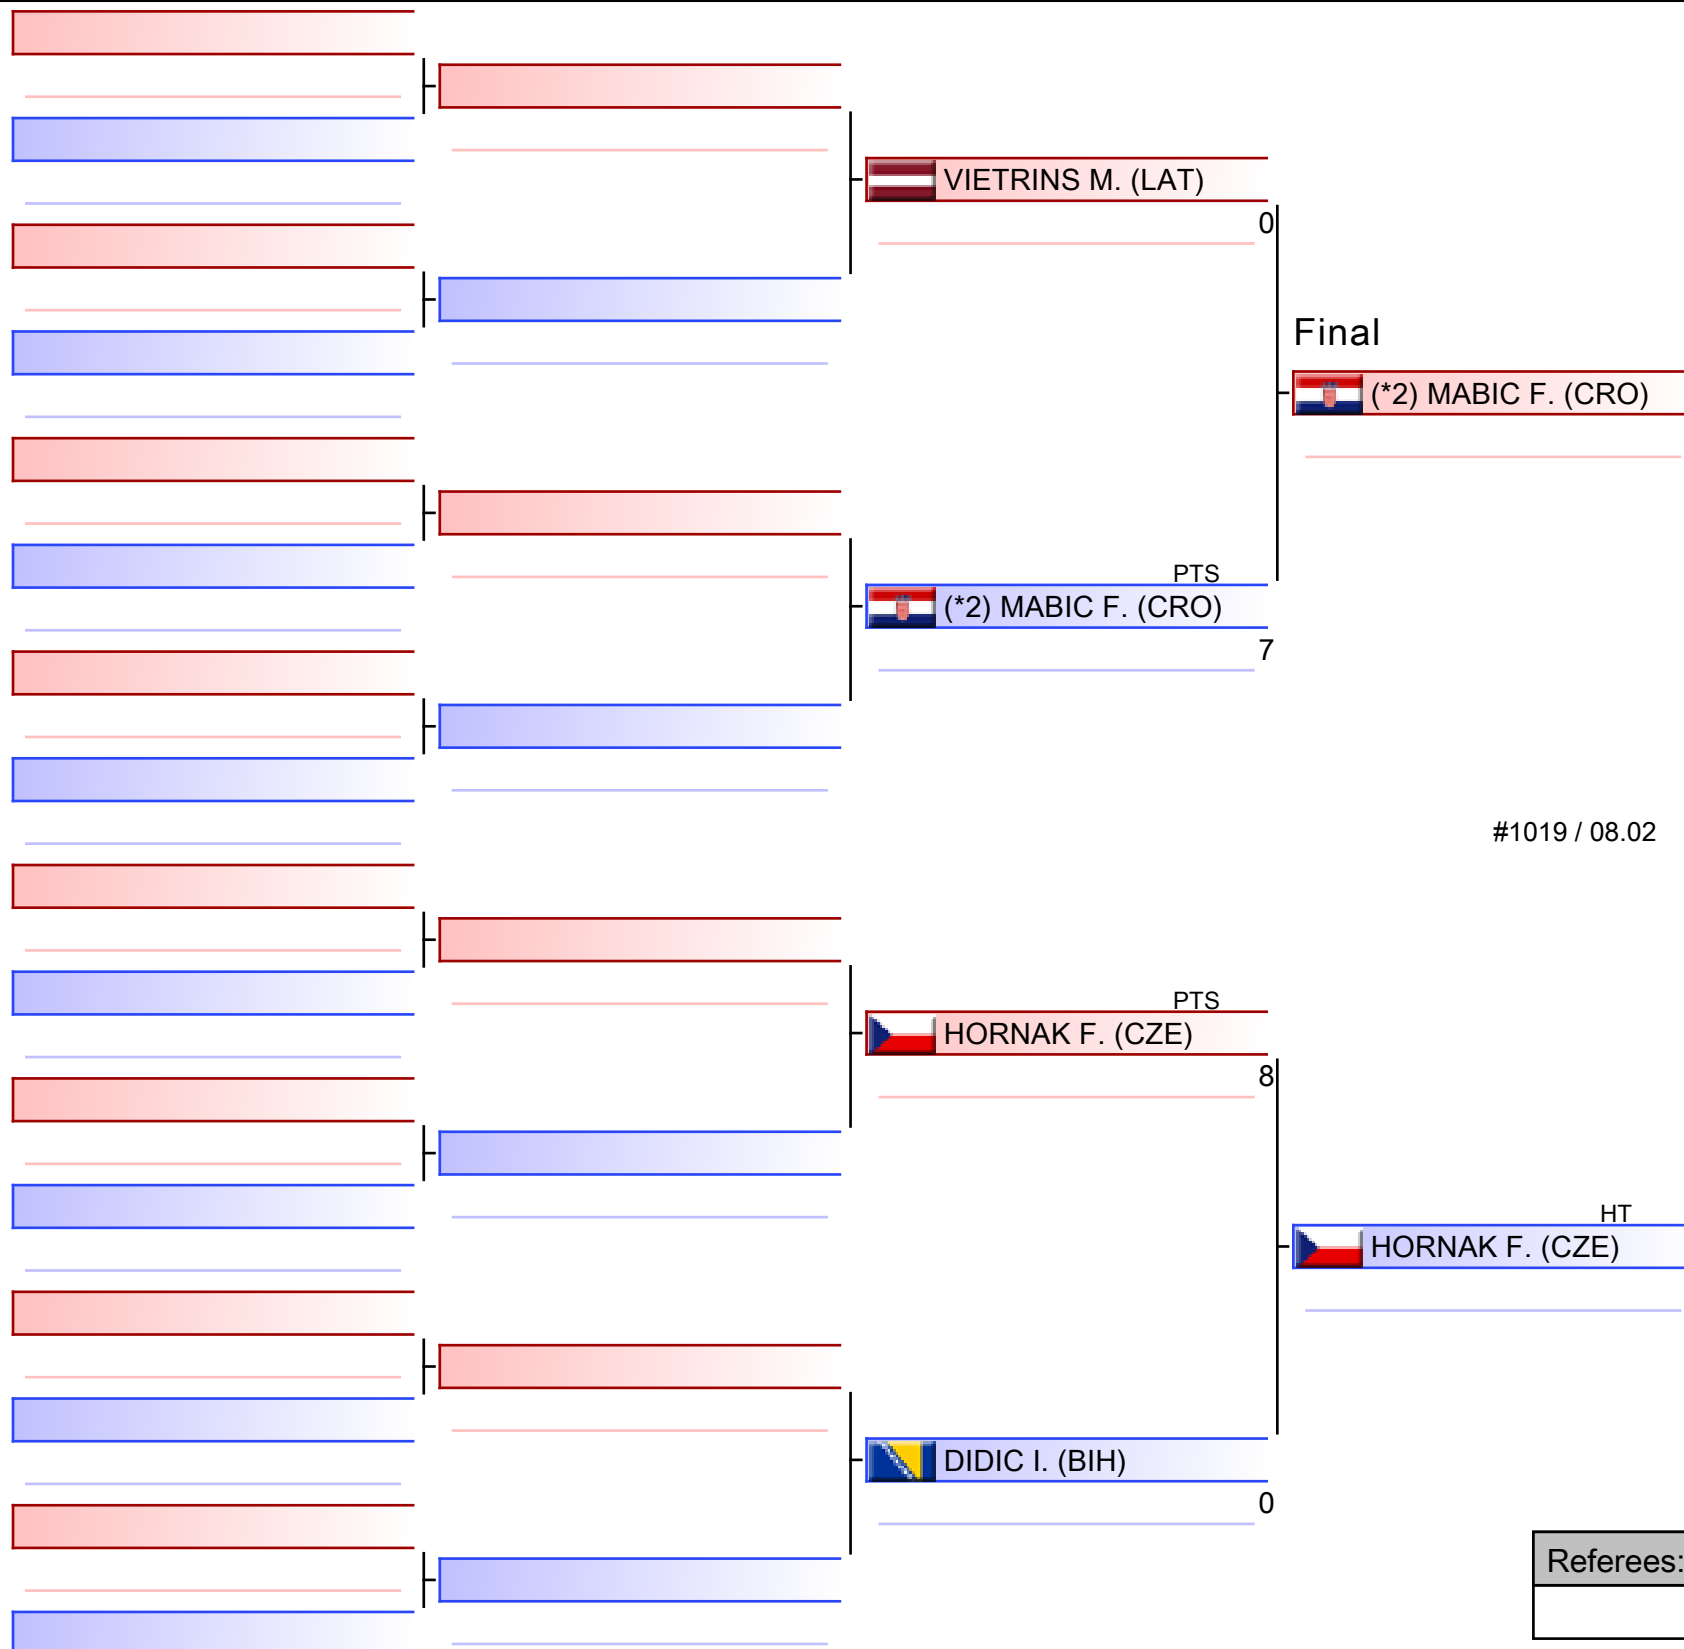 VIETRINS M. (LAT)
0
Final
(*2) MABIC F. (CRO)
PTS
(*2) MABIC F. (CRO)
7
#1019 / 08.02
PTS
HORNAK F. (CZE)
8
HT
HORNAK F. (CZE)
DIDIC I. (BIH)
0
Referees: